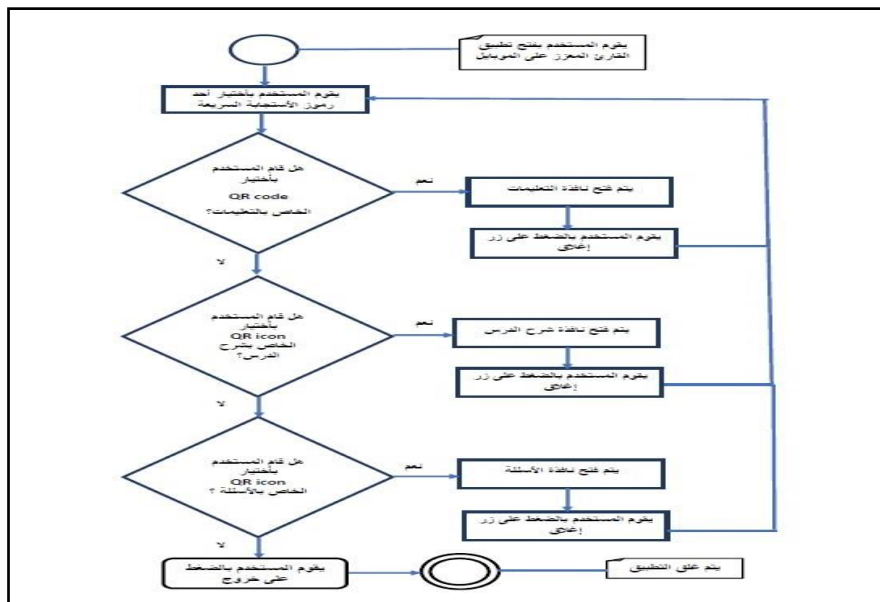 يقوم المستخدم بفتح تطبيق
القارئ المعزز على الموبايل
يقوم المستخدم بأختيار أحد
رموز الأستجابة السريعة
هل قام المستخدم
بأختيار
QR code
الخاص بالتعليمات؟
نعم
يتم فتح نافذة التعليمات
يقوم المستخدم بالضغط على زر
إغلاق
لا
هل قام المستخدم
بأختيار
QR icon
الخاص بشرح
الدرس؟
نعم
يتم فتح نافذة شرح الدرس
يقوم المستخدم بالضغط على زر
إغلاق
لا
هل قام المستخدم
بأختيار
QR icon
الخاص بالأسئلة ؟
نعم
يتم فتح نافذة الأسئلة
يقوم المستخدم بالضغط على زر
إغلاق
لا
يقوم المستخدم بالضغط
على خروج
يتم غلق التطبيق